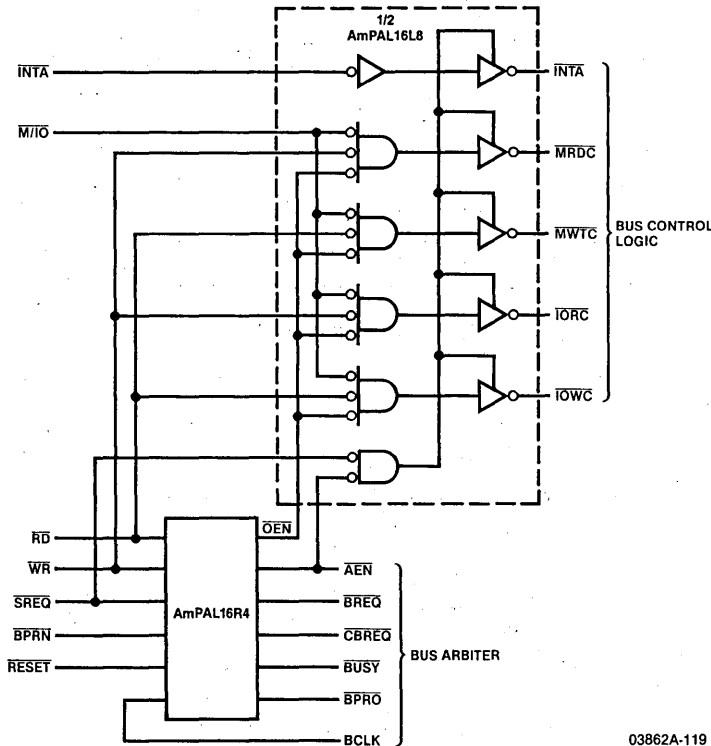 1/2
AmPAL16L8
INTA
INTA
M/IO
MRDC
MWTC
BUS CONTROL
LOGIC
IORC
IOWC
OEN
RD
WR
AEN
SREQ
AmPAL16R4
BREQ
BPRN
CBREQ
BUS ARBITER
RESET
BUSY
BPRO
BCLK
03862A-119